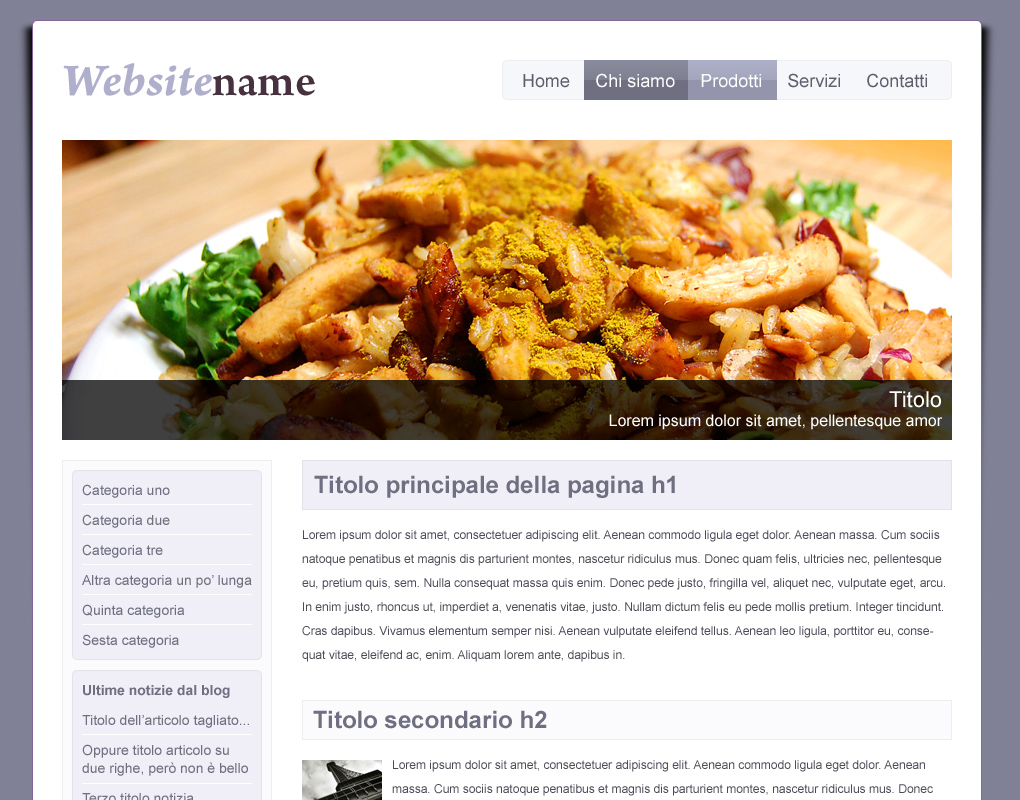 Websitename
Home Chi siamo Prodotti Servizi Contatti
Titolo
Lorem ipsum dolor sit amet, pellentesque amor
Categoria uno
Categoria due
Categoria tre
Altra categoria un po’ lunga
Quinta categoria
Sesta categoria
Ultime notizie dal blog
Titolo dell’articolo tagliato...
Oppure titolo articolo su
due righe, però non è bello
Terzo titolo notizia
Titolo principale della pagina h1
Lorem ipsum dolor sit amet, consectetuer adipiscing elit. Aenean commodo ligula eget dolor. Aenean massa. Cum sociis
natoque penatibus et magnis dis parturient montes, nascetur ridiculus mus. Donec quam felis, ultricies nec, pellentesque
eu, pretium quis, sem. Nulla consequat massa quis enim. Donec pede justo, fringilla vel, aliquet nec, vulputate eget, arcu.
In enim justo, rhoncus ut, imperdiet a, venenatis vitae, justo. Nullam dictum felis eu pede mollis pretium. Integer tincidunt.
Cras dapibus. Vivamus elementum semper nisi. Aenean vulputate eleifend tellus. Aenean leo ligula, porttitor eu, conse-
quat vitae, eleifend ac, enim. Aliquam lorem ante, dapibus in.
Titolo secondario h2
Lorem ipsum dolor sit amet, consectetuer adipiscing elit. Aenean commodo ligula eget dolor. Aenean
massa. Cum sociis natoque penatibus et magnis dis parturient montes, nascetur ridiculus mus. Donec